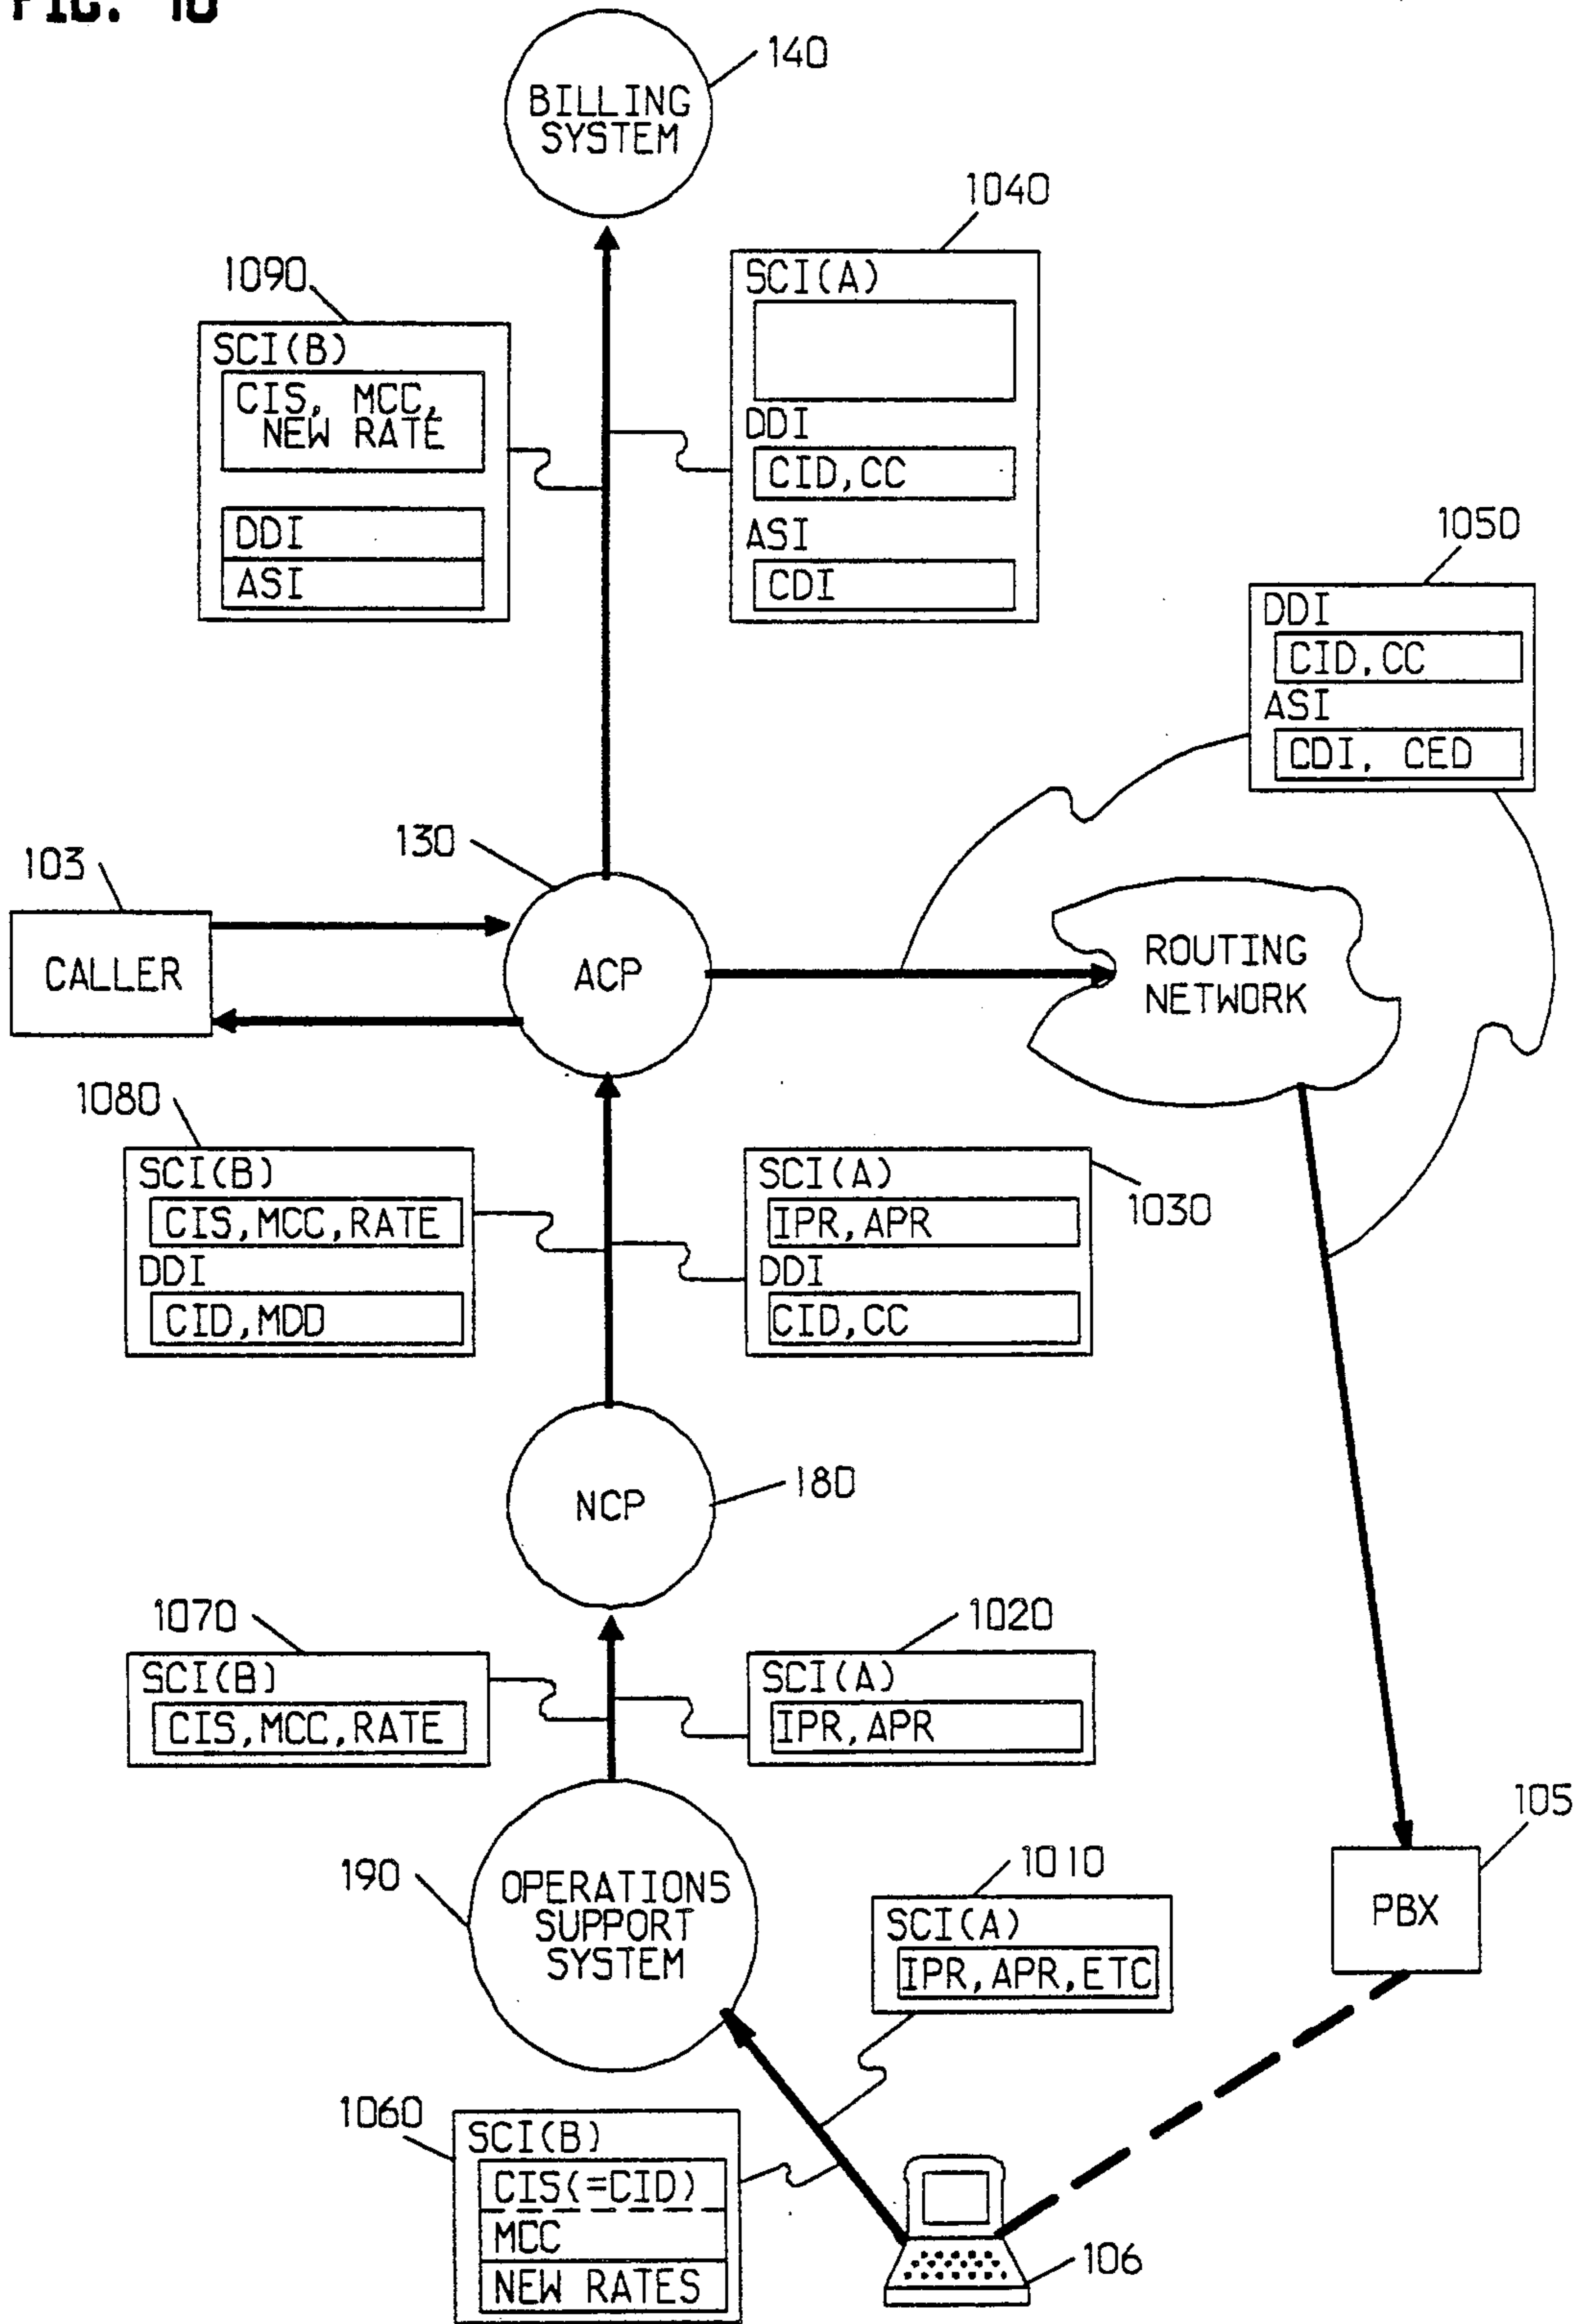 FIG. 10
140
BILLING
SYSTEM
1040
1090
SCI(A)
SCI(B)
CIS, MCC,
NEW RATE
DDI
CID,CC
DDI
ASI
ASI
CDI
1050
DDI
CID,CC
ASI
CDI, CED
130
103
CALLER
ACP
ROUTING
NETWORK
1080
SCI(B)
CIS,MCC,RATE
DDI
CID,MDD
SCI(A)
IPR,APR
DDI
CID,CC
1030
NCP
180
1070
SCI(B)
CIS,MCC,RATE
1020
SCI(A)
IPR,APR
190
OPERATIONS
SUPPORT
SYSTEM
1010
SCI(A)
IPR,APR,ETC
105
PBX
1060
SCI(B)
CIS(=CID)
MCC
NEW RATES
106